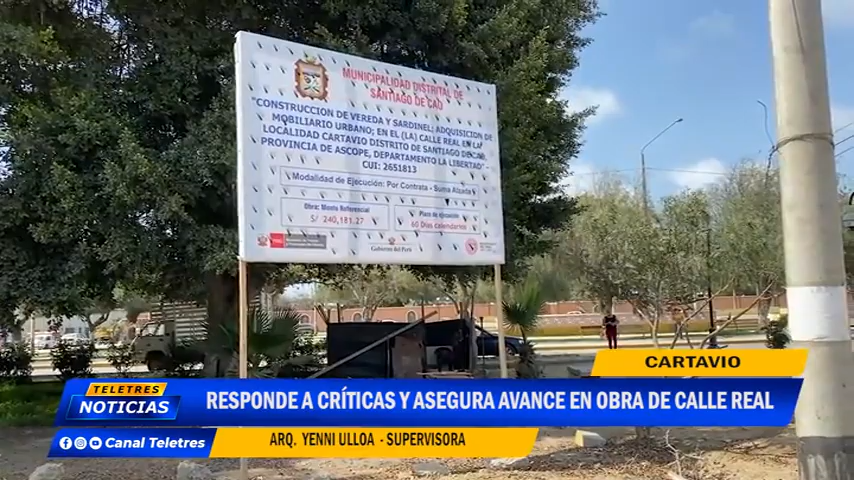 MUNICIPALIDAD DISTRITAL DE
SANTIAGO DE CAO
"CONSTRUCCION DE VEREDA Y SARDINEL; ADQUISICION DE
MOBILIARIO URBANO; EN EL (LA) CALLE REAL EN LA
LOCALIDAD CARTAVIO DISTRITO DE SANTIAGO DE CAO,
PROVINCIA DE ASCOPE, DEPARTAMENTO LA LIBERTAD" -
CUI: 2651813
Modalidad de Ejecución: Por Contrata - Suma Alzada
Obra: Monto Referencial
S/ 240,181.27
Plazo de ejecución
60 Días calendarios
Gobierno del Perú
CARTAVIO
TELETRES
NOTICIAS
RESPONDE A CRÍTICAS Y ASEGURA AVANCE EN OBRA DE CALLE REAL
Canal Teletres
ARQ. YENNI ULLOA - SUPERVISORA